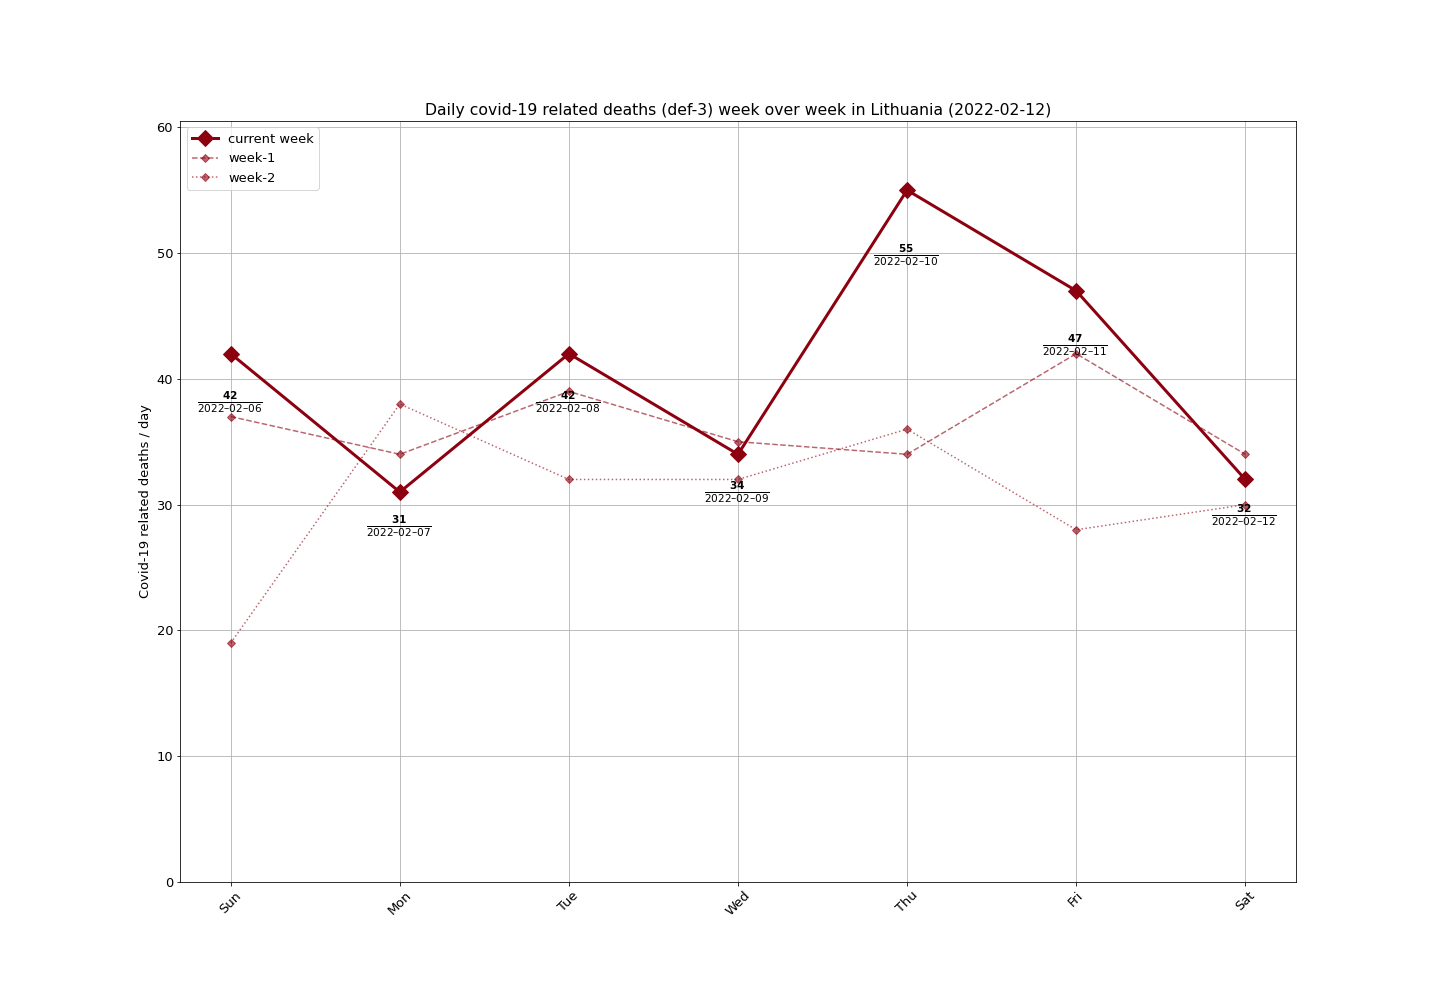 Daily covid-19 related deaths (def-3) week over week in Lithuania (2022-02-12)
current week
week-1
week-2
60
50
40
30
20
10
0
Covid-19 related deaths / day
42
2022–02–06
31
2022–02–07
42
2022–02–08
34
2022–02–09
55
2022–02–10
47
2022–02–11
32
2022–02–12
Sun
Mon
Tue
Wed
Thu
Fri
Sat